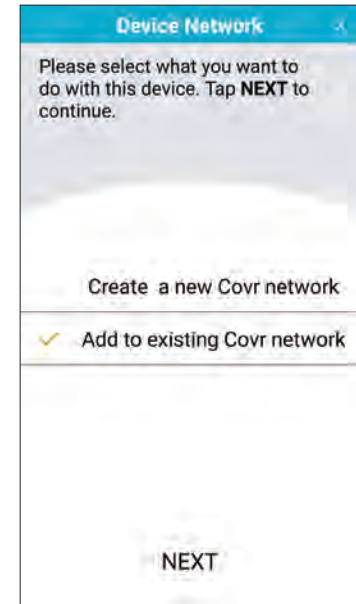 Device Network
Please select what you want to
do with this device. Tap NEXT to
continue.
Create a new Covr network
Add to existing Covr network
NEXT